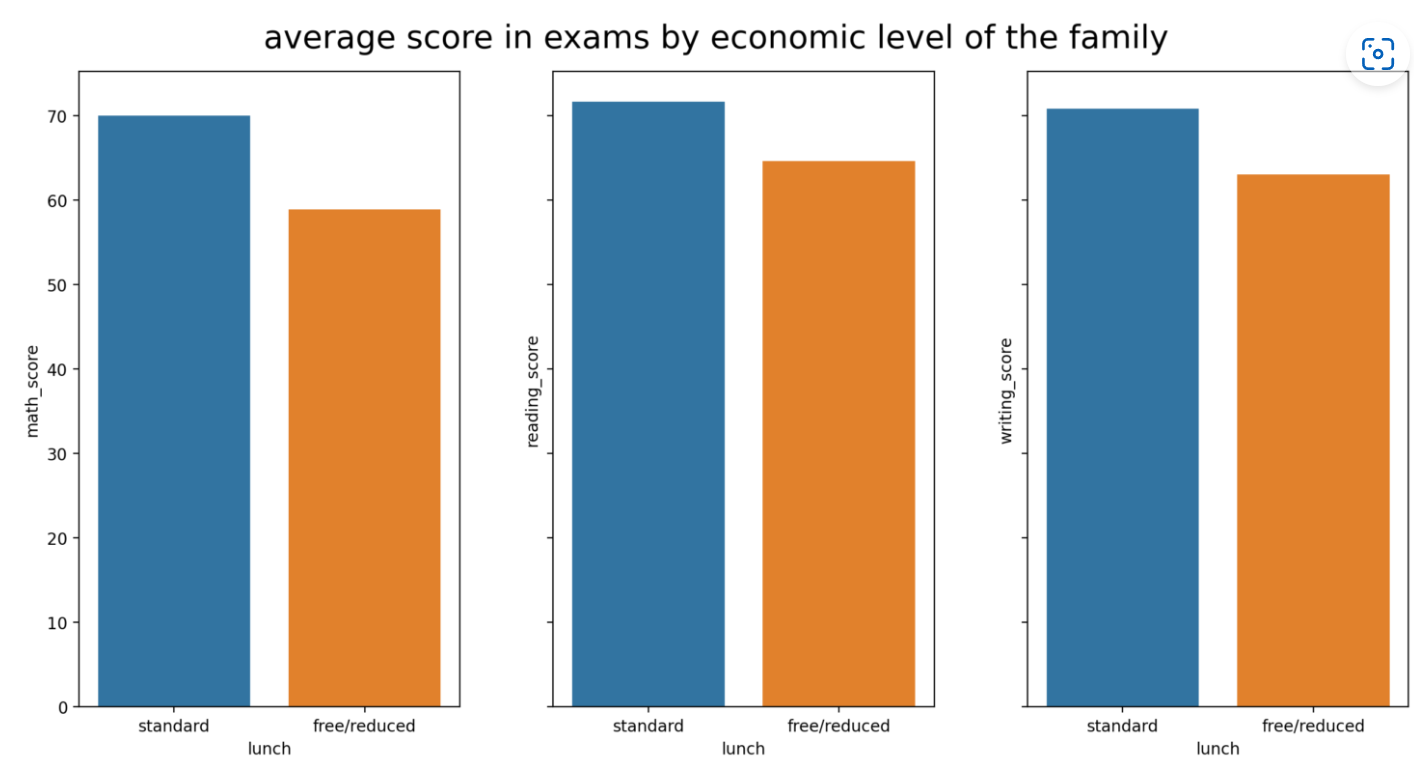 average score in exams by economic level of the family
70
60
50
40
30
20
10
0
math_score
standard free/reduced
lunch
reading_score
standard free/reduced
lunch
writing_score
standard free/reduced
lunch